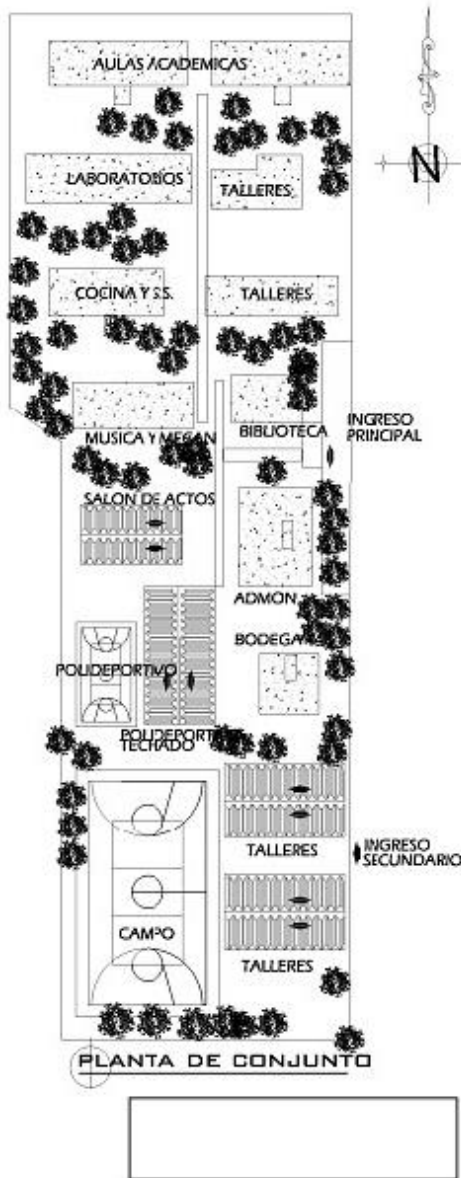 AULAS ACADEMICAS
N
LABORATORIOS
TALLERES
COCINA Y S.S.
TALLERES
MUSICA Y MECAN
BIBLIOTECA
INGRESO
PRINCIPAL
SALON DE ACTOS
ADMON
BODEGA
POLIDEPORTIVO
POLIDEPORTIVO
TECHADO
TALLERES
INGRESO
SECUNDARIO
CAMPO
TALLERES
PLANTA DE CONJUNTO